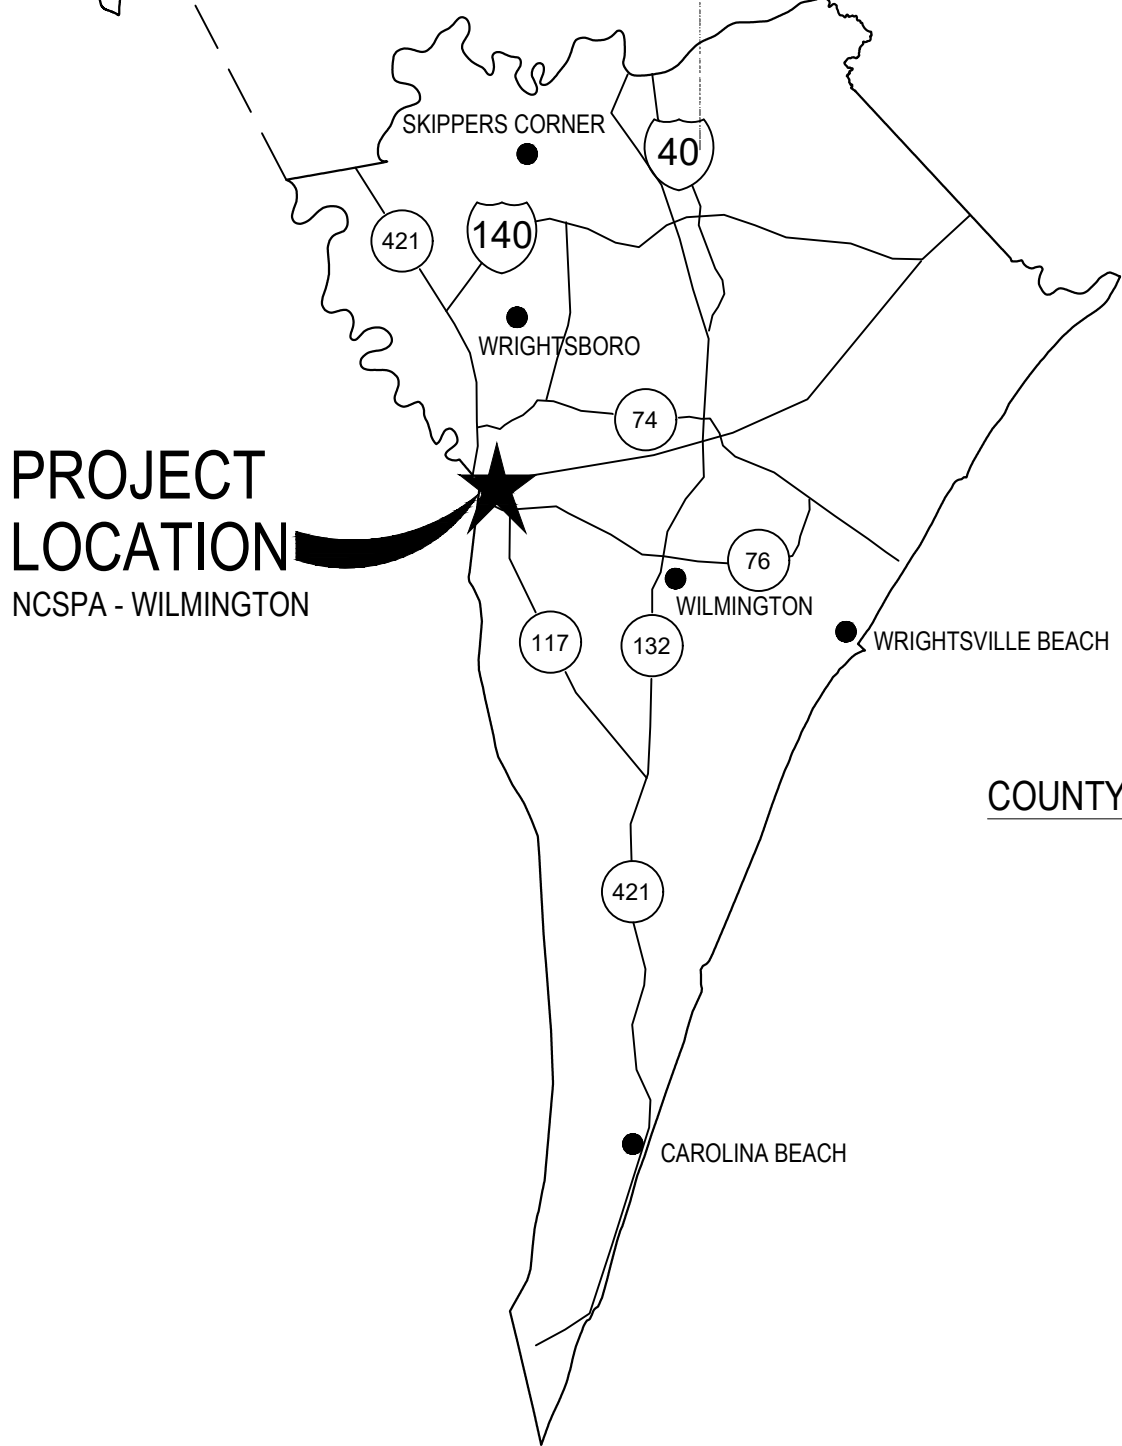 SKIPPERS CORNER
40
421
140
WRIGHTSBORO
74
PROJECT
LOCATION
NCSPA - WILMINGTON
76
WILMINGTON
117
132
WRIGHTSVILLE BEACH
COUNTY
421
CAROLINA BEACH